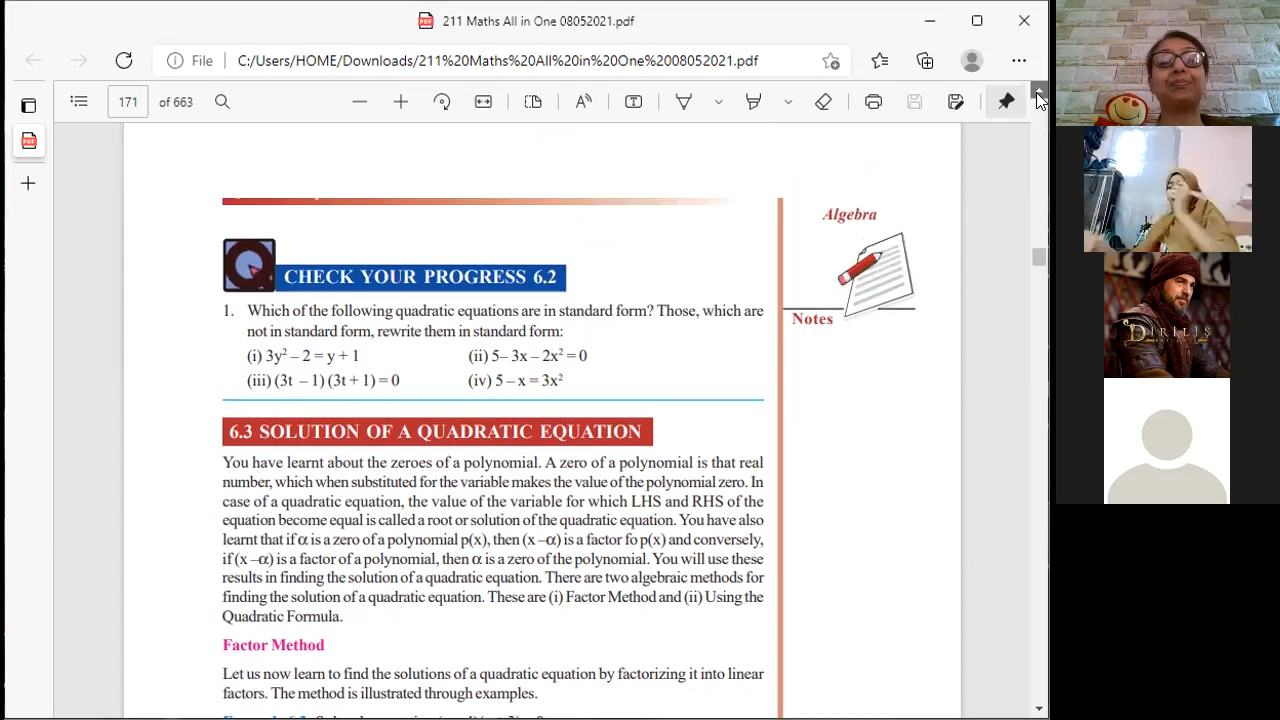 211 Maths All in One 08052021.pdf
File C:/Users/HOME/Downloads/211%20Maths%20All%20in%20One%2008052021.pdf
171 of 663
Algebra
CHECK YOUR PROGRESS 6.2
1. Which of the following quadratic equations are in standard form? Those, which are
not in standard form, rewrite them in standard form:
Notes
(i) 3y² – 2 = y + 1 (ii) 5– 3x – 2x² = 0
(iii) (3t – 1) (3t + 1) = 0 (iv) 5 – x = 3x²
DIRILIŞ
6.3 SOLUTION OF A QUADRATIC EQUATION
You have learnt about the zeroes of a polynomial. A zero of a polynomial is that real
number, which when substituted for the variable makes the value of the polynomial zero. In
case of a quadratic equation, the value of the variable for which LHS and RHS of the
equation become equal is called a root or solution of the quadratic equation. You have also
learnt that if α is a zero of a polynomial p(x), then (x –α) is a factor fo p(x) and conversely,
if (x –α) is a factor of a polynomial, then α is a zero of the polynomial. You will use these
results in finding the solution of a quadratic equation. There are two algebraic methods for
finding the solution of a quadratic equation. These are (i) Factor Method and (ii) Using the
Quadratic Formula.
Factor Method
Let us now learn to find the solutions of a quadratic equation by factorizing it into linear
factors. The method is illustrated through examples.